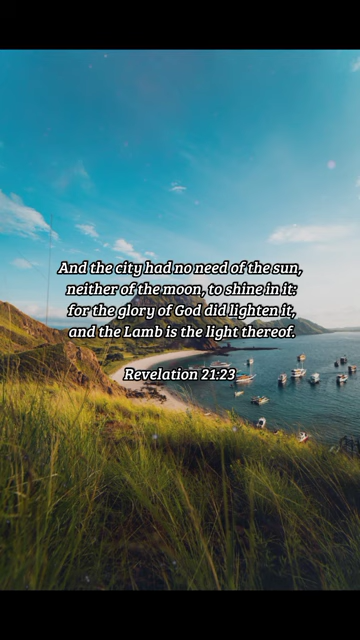 And the city had no need of the sun,
neither of the moon, to shine in it:
for the glory of God did lighten it,
and the Lamb is the light thereof.
Revelation 21:23